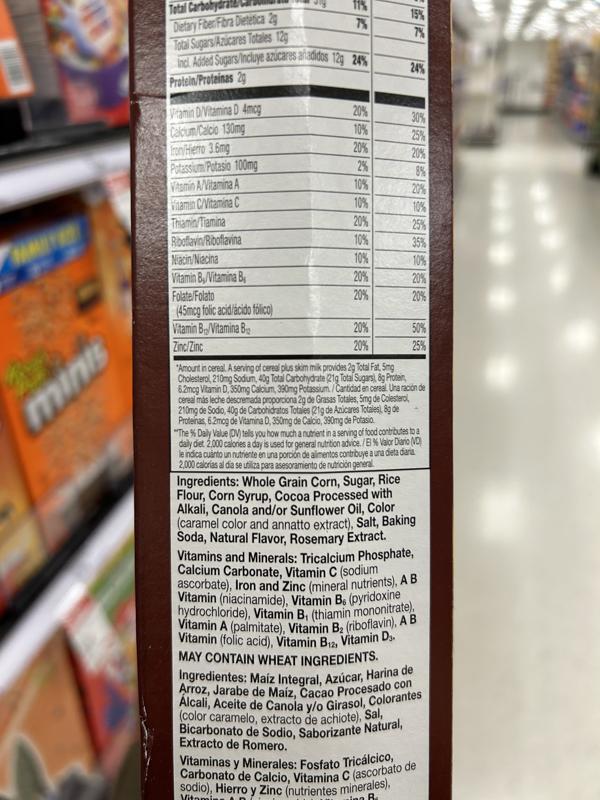 Total Carbohydrate/ 31g 11% 15%
Dietary Fiber/Fibra Dietética 2g 7% 7%
Total Sugars/Azúcares Totales 12g
Incl. Added Sugars/Incluye azúcares añadidos 12g 24% 24%
Protein/Proteínas 2g
Vitamin D/Vitamina D 4mcg 20% 30%
Calcium/Calcio 130mg 10% 25%
Iron/Hierro 3.6mg 20% 20%
Potassium/Potasio 100mg 2% 8%
Vitamin A/Vitamina A 10% 20%
Vitamin C/Vitamina C 10% 10%
Thiamin/Tiamina 20% 25%
Riboflavin/Riboflavina 10% 35%
Niacin/Niacina 10% 10%
Vitamin B₆/Vitamina B₆ 20% 20%
Folate/Folato 20% 20%
(45mcg folic acid/ácido fólico)
Vitamin B₁₂/Vitamina B₁₂ 20% 50%
Zinc/Zinc 20% 25%
*Amount in cereal. A serving of cereal plus skim milk provides 2g Total Fat, 5mg
Cholesterol, 210mg Sodium, 40g Total Carbohydrate (21g Total Sugars), 8g Protein,
6.2mcg Vitamin D, 350mg Calcium, 390mg Potassium. / Cantidad en cereal. Una ración de
cereal más leche descremada proporciona 2g de Grasas Totales, 5mg de Colesterol,
210mg de Sodio, 40g de Carbohidratos Totales (21g de Azúcares Totales), 8g de
Proteínas, 6.2mcg de Vitamina D, 350mg de Calcio, 390mg de Potasio.
**The % Daily Value (DV) tells you how much a nutrient in a serving of food contributes to a
daily diet. 2,000 calories a day is used for general nutrition advice. / El % Valor Diario (VD)
le indica cuánto un nutriente en una porción de alimentos contribuye a una dieta diaria.
2,000 calorías al día se utiliza para asesoramiento de nutrición general.
Ingredients: Whole Grain Corn, Sugar, Rice
Flour, Corn Syrup, Cocoa Processed with
Alkali, Canola and/or Sunflower Oil, Color
(caramel color and annatto extract), Salt, Baking
Soda, Natural Flavor, Rosemary Extract.
Vitamins and Minerals: Tricalcium Phosphate,
Calcium Carbonate, Vitamin C (sodium
ascorbate), Iron and Zinc (mineral nutrients), A B
Vitamin (niacinamide), Vitamin B₆ (pyridoxine
hydrochloride), Vitamin B₁ (thiamin mononitrate),
Vitamin A (palmitate), Vitamin B₂ (riboflavin), A B
Vitamin (folic acid), Vitamin B₁₂, Vitamin D₃.
MAY CONTAIN WHEAT INGREDIENTS.
Ingredientes: Maíz Integral, Azúcar, Harina de
Arroz, Jarabe de Maíz, Cacao Procesado con
Álcali, Aceite de Canola y/o Girasol, Colorantes
(color caramelo, extracto de achiote), Sal,
Bicarbonato de Sodio, Saborizante Natural,
Extracto de Romero.
Vitaminas y Minerales: Fosfato Tricálcico,
Carbonato de Calcio, Vitamina C (ascorbato de
sodio), Hierro y Zinc (nutrientes minerales),
FAMILY SIZE!
minis